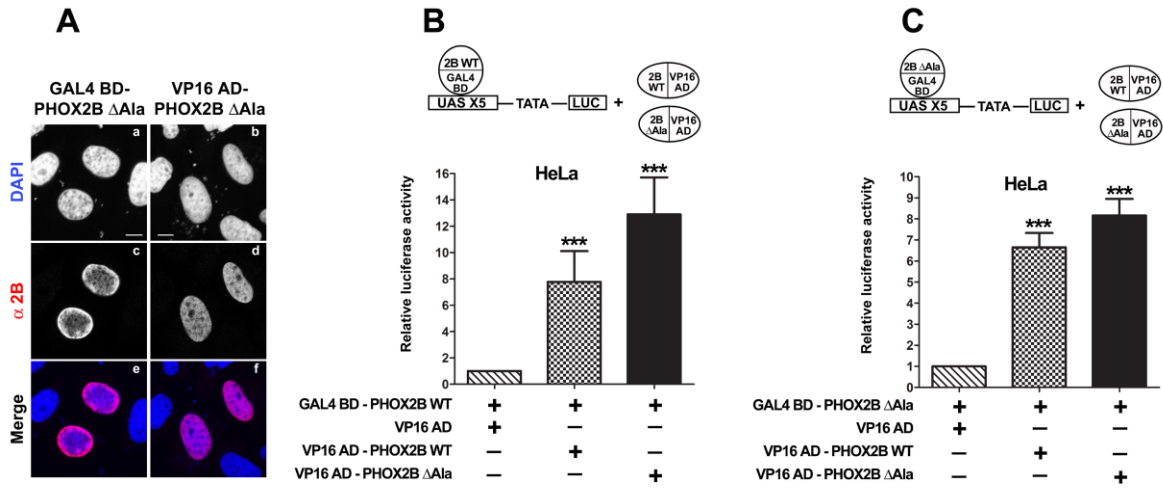 A
GAL4 BD-
PHOX2B ΔAla
VP16 AD-
PHOX2B ΔAla
DAPI
a
b
α 2B
c
d
Merge
e
f
B
2B WT
GAL4
BD
UAS X5
TATA
LUC
+
2B
WT
VP16
AD
2B
ΔAla
VP16
AD
HeLa
Relative luciferase activity
16
14
12
10
8
6
4
2
0
***
***
GAL4 BD - PHOX2B WT + + +
VP16 AD + — —
VP16 AD - PHOX2B WT — + —
VP16 AD - PHOX2B ΔAla — — +
C
2B ΔAla
GAL4
BD
UAS X5
TATA
LUC
+
2B
WT
VP16
AD
2B
ΔAla
VP16
AD
HeLa
Relative luciferase activity
10
9
8
7
6
5
4
3
2
1
0
***
***
GAL4 BD - PHOX2B ΔAla + + +
VP16 AD + — —
VP16 AD - PHOX2B WT — + —
VP16 AD - PHOX2B ΔAla — — +